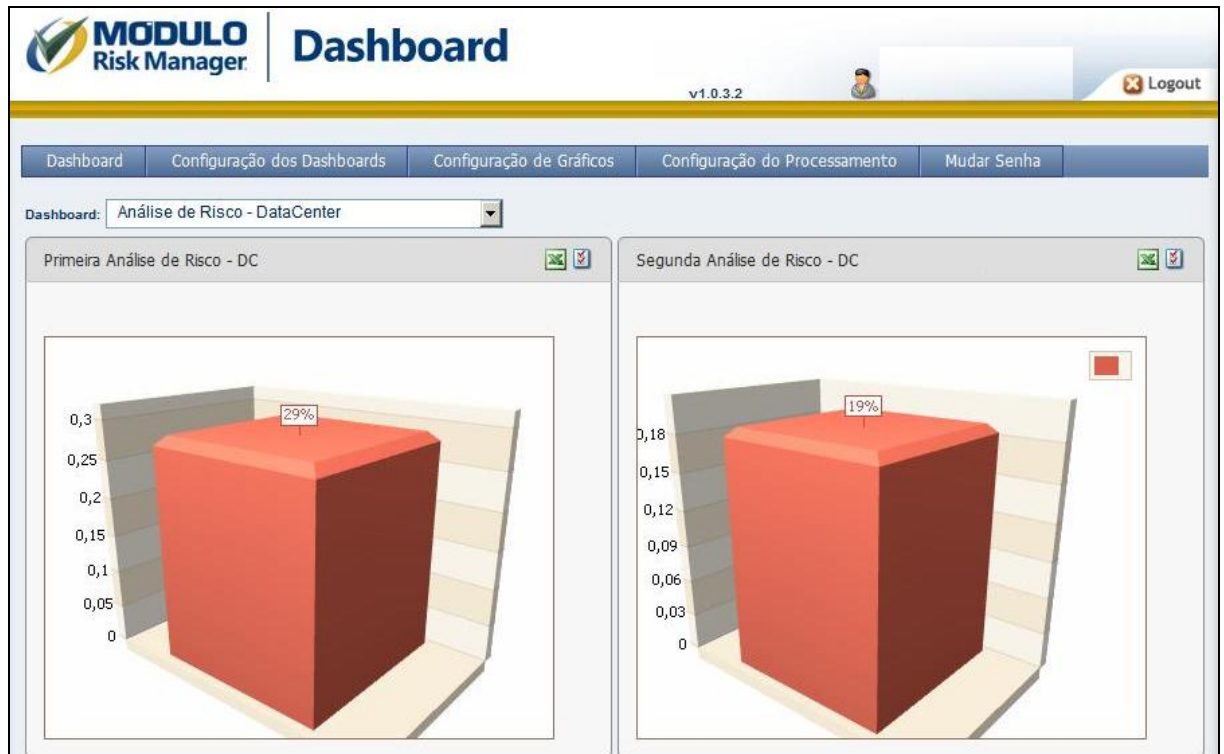 MÓDULO
Risk Manager
Dashboard
v1.0.3.2
Logout
Dashboard Configuração dos Dashboards Configuração de Gráficos Configuração do Processamento Mudar Senha
Dashboard: Análise de Risco - DataCenter
Primeira Análise de Risco - DC
29%
0,3
0,25
0,2
0,15
0,1
0,05
0
Segunda Análise de Risco - DC
19%
0,18
0,15
0,12
0,09
0,06
0,03
0